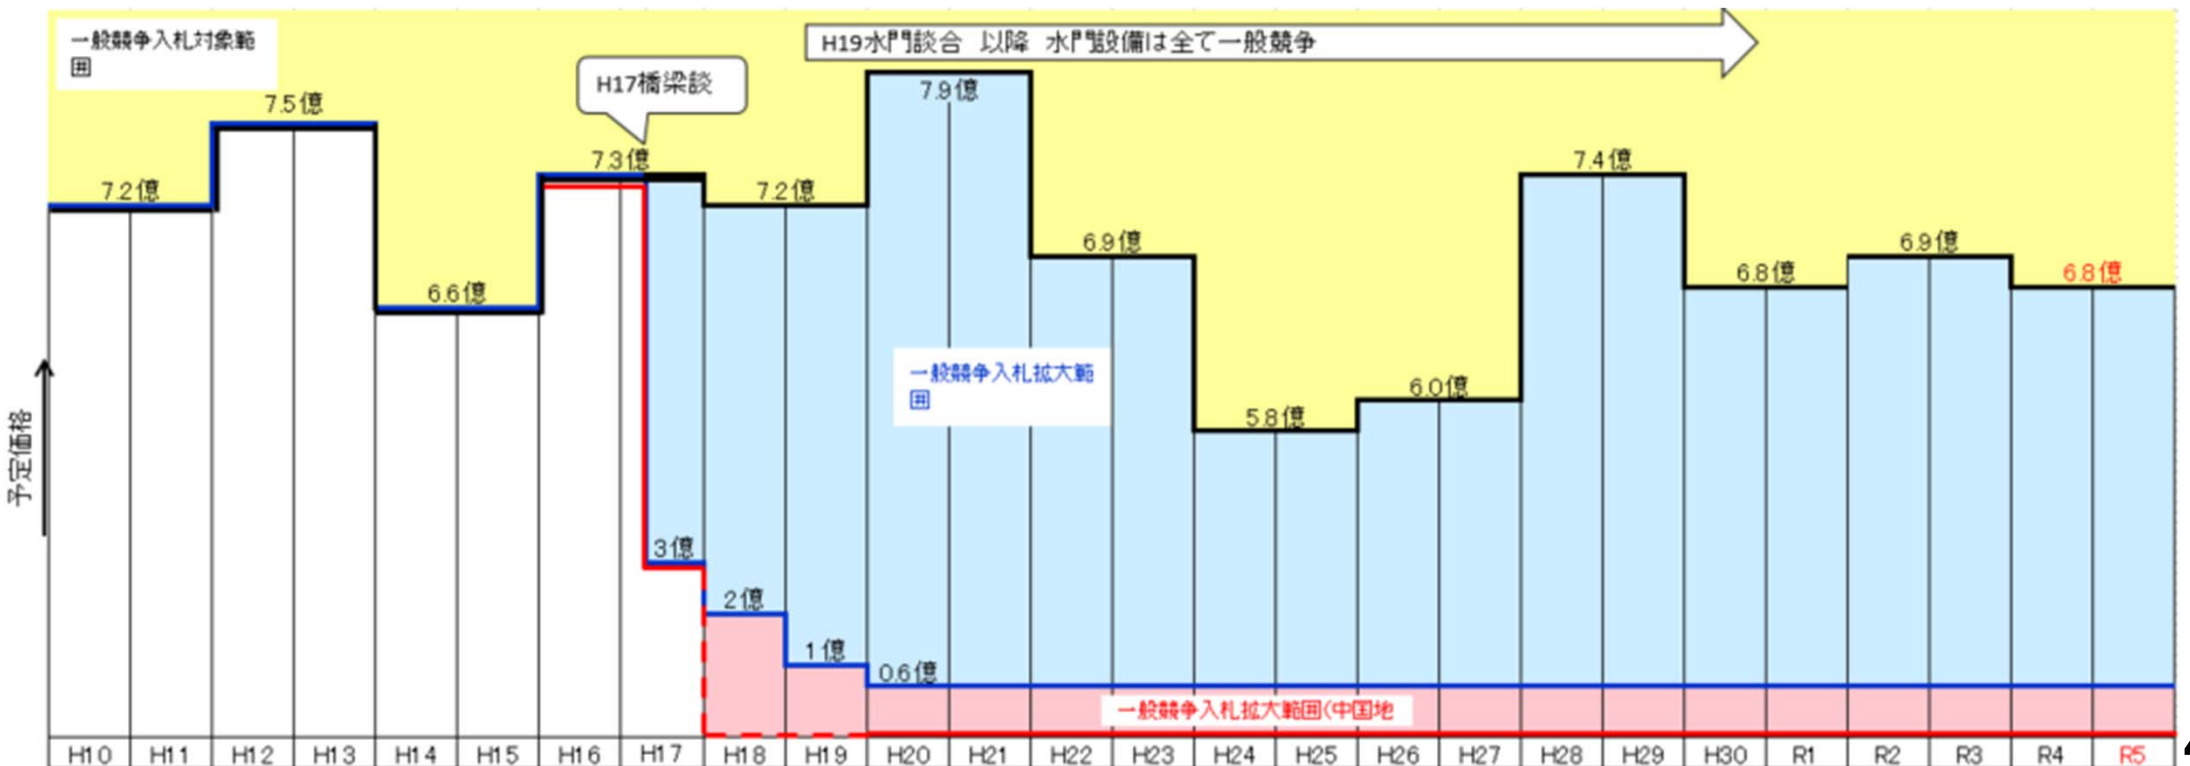 一般競争入札対象範
囲
H19水門談合 以降 水門設備は全て一般競争
H17橋梁談
7.2億
7.5億
6.6億
7.3億
7.2億
7.9億
6.9億
5.8億
6.0億
7.4億
6.8億
6.9億
6.8億
一般競争入札拡大範
囲
予定価格
3億
2億
1億
0.6億
一般競争入札拡大範囲(中国地
H10 H11 H12 H13 H14 H15 H16 H17 H18 H19 H20 H21 H22 H23 H24 H25 H26 H27 H28 H29 H30 R1 R2 R3 R4 R5